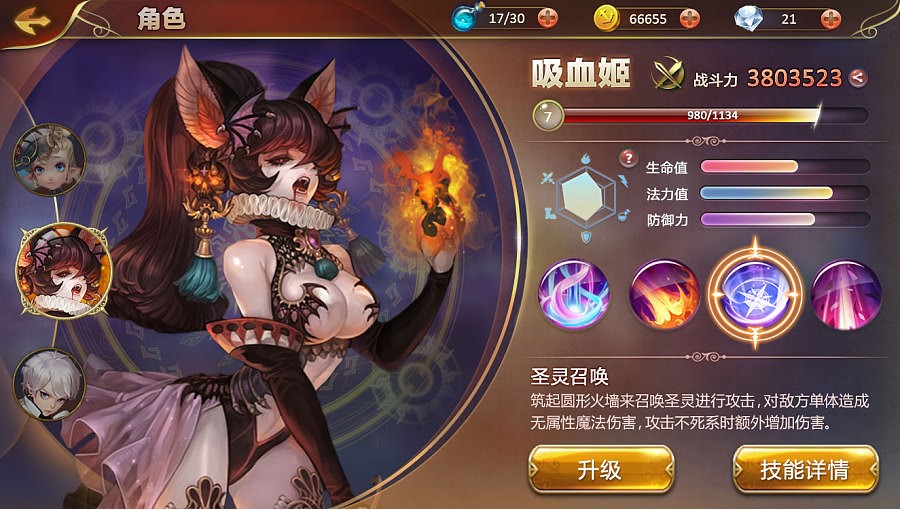 角色
17/30
66655
21
吸血姬
战斗力 3803523
7
980/1134
?
生命值
法力值
防御力
圣灵召唤
筑起圆形火墙来召唤圣灵进行攻击,对敌方单体造成
无属性魔法伤害,攻击不死系时额外增加伤害。
升级
技能详情